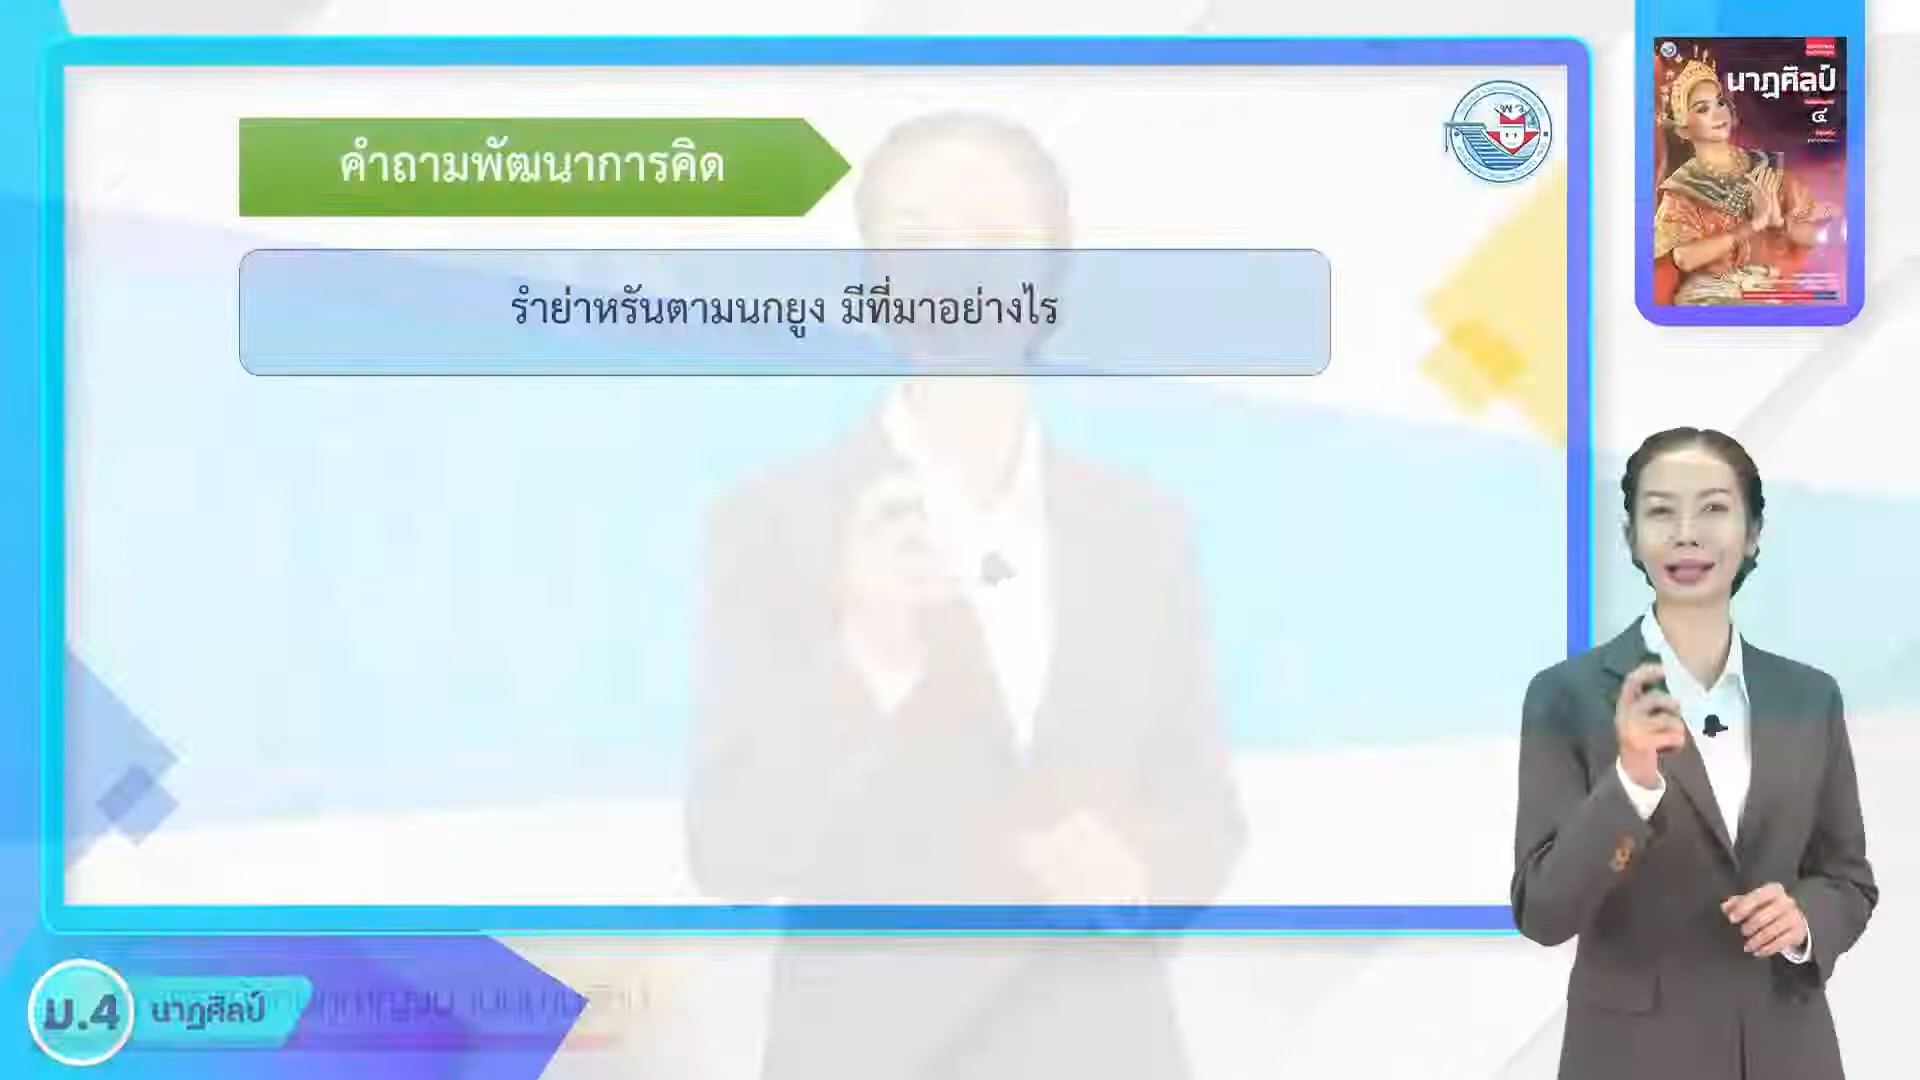 คำถามพัฒนาการคิด
รำย่าหรันตามนกยูง มีที่มาอย่างไร
พว
นาฏศิลป์
๔
ม.4 นาฏศิลป์